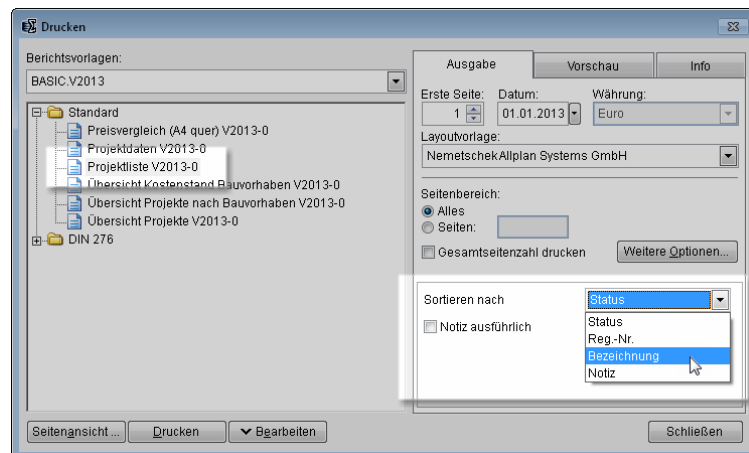 Drucken
Berichtsvorlagen:
BASIC.V2013
Standard
Preisvergleich (A4 quer) V2013-0
Projektdaten V2013-0
Projektliste V2013-0
Übersicht Kostenstand Bauvorhaben V2013-0
Übersicht Projekte nach Bauvorhaben V2013-0
Übersicht Projekte V2013-0
DIN 276
Seitenansicht ...
Drucken
Bearbeiten
Ausgabe
Vorschau
Info
Erste Seite: Datum: Währung:
1 01.01.2013 Euro
Layoutvorlage:
Nemetschek Allplan Systems GmbH
Seitenbereich:
Alles
Seiten:
Gesamtseitenzahl drucken
Weitere Optionen...
Sortieren nach Status
Notiz ausführlich
Status
Reg.-Nr.
Bezeichnung
Notiz
Schließen